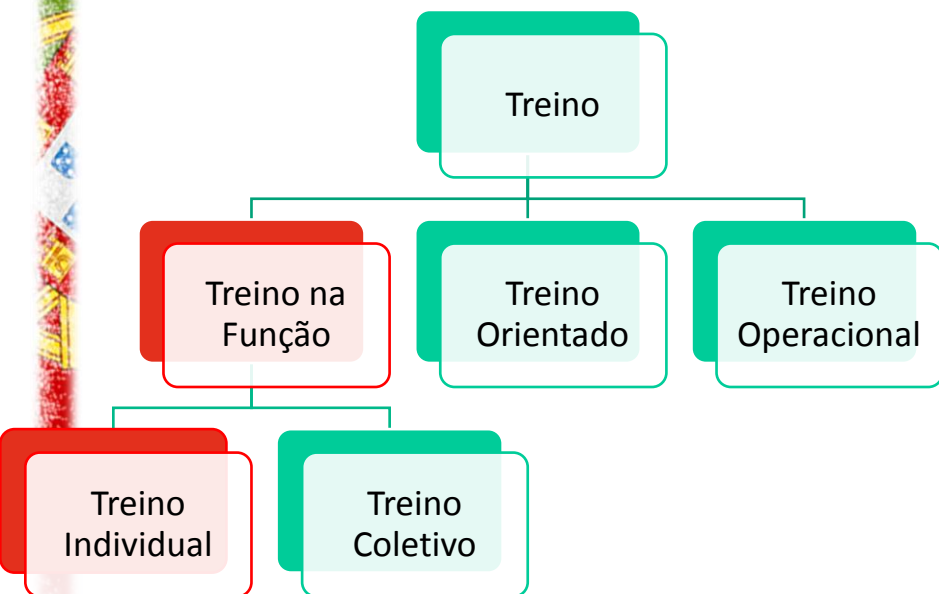 Treino
Treino na
Função
Treino
Orientado
Treino
Operacional
Treino
Individual
Treino
Coletivo